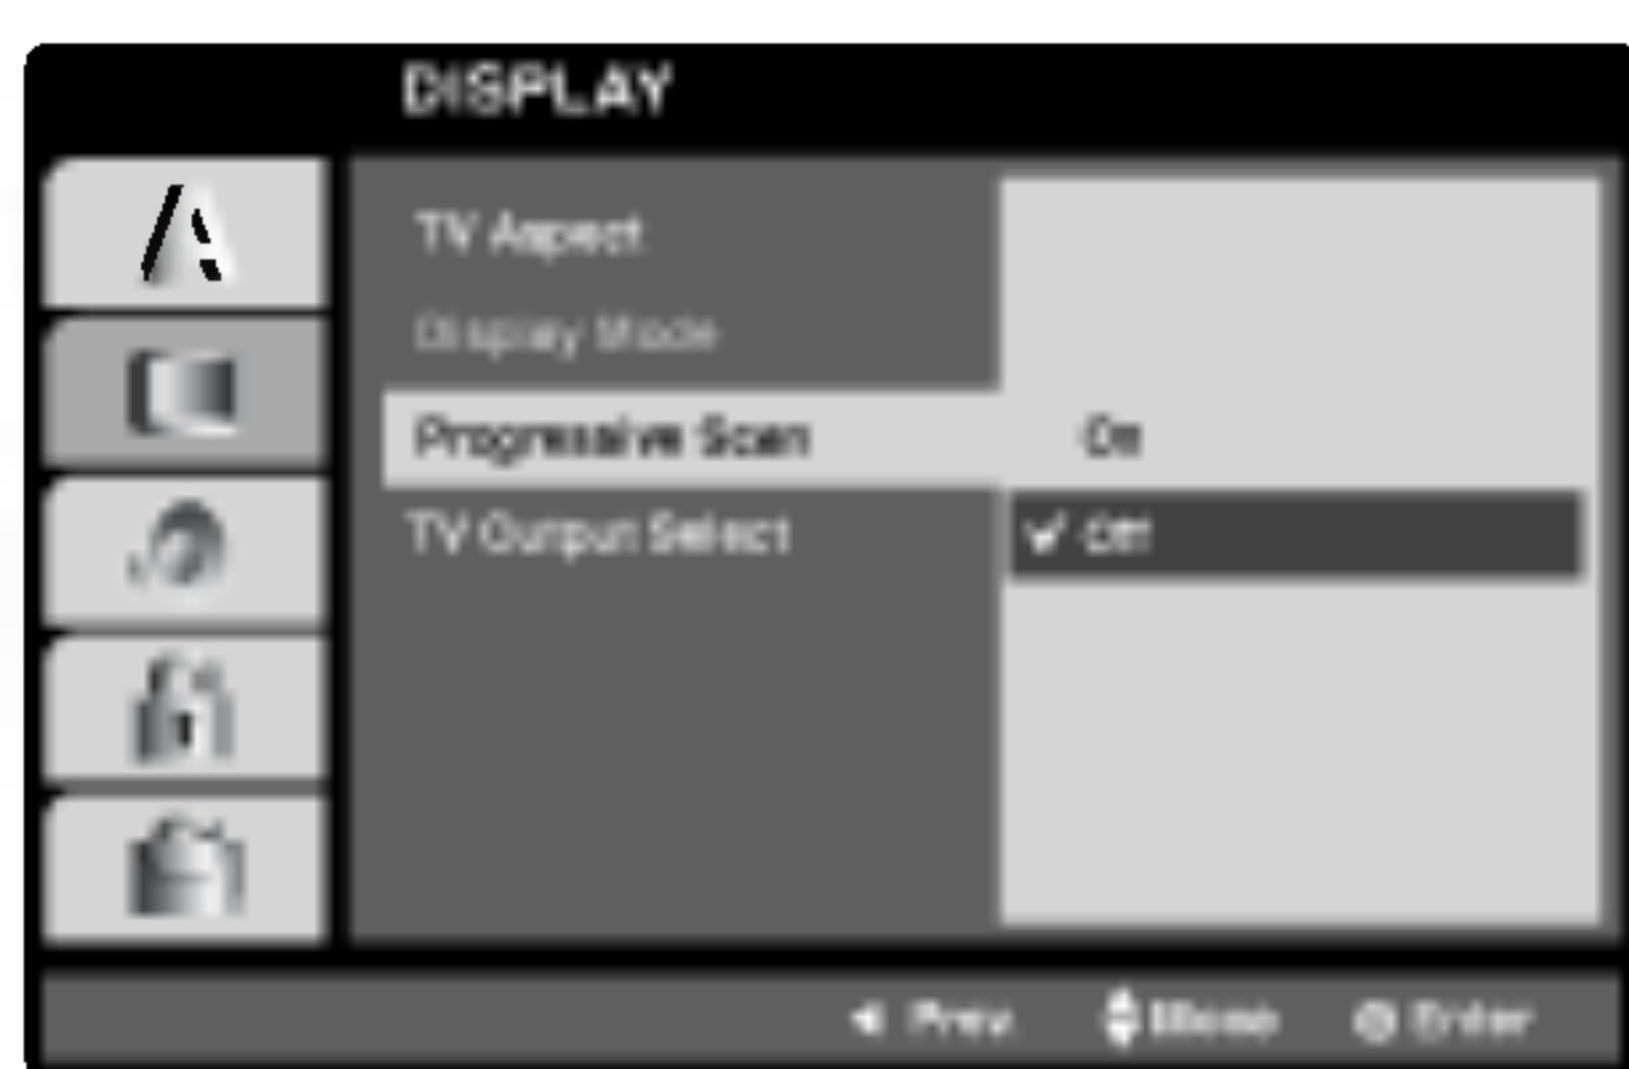 DISPLAY
TV Aspect
Display Mode
Progressive Scan On
TV Output Select Off
Prev. Move Enter